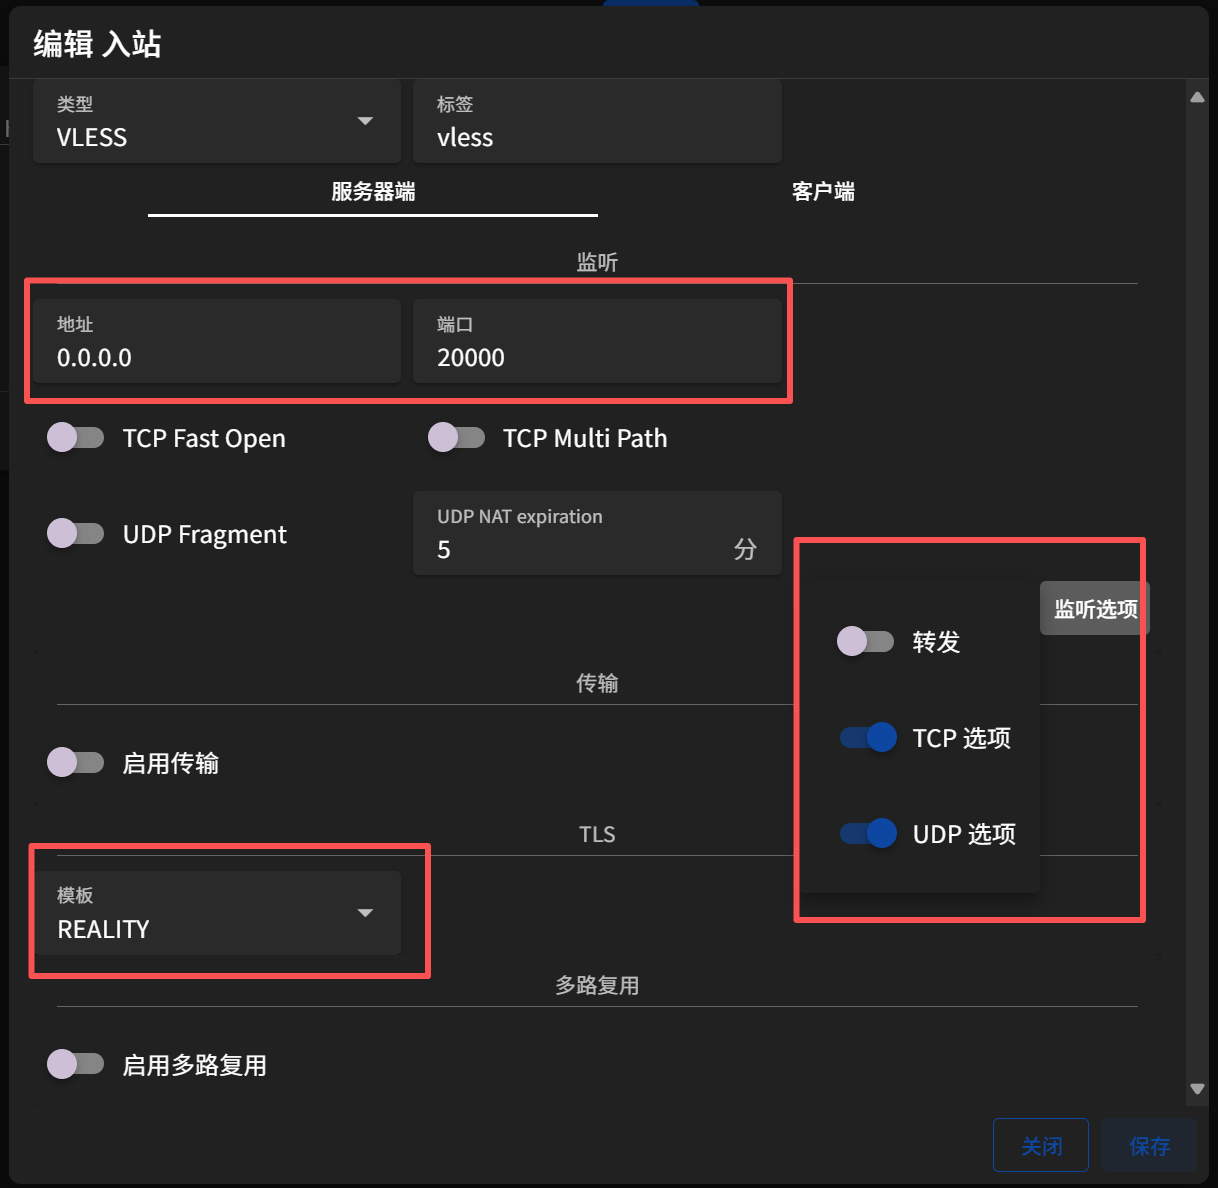 编辑 入站
类型
VLESS
标签
vless
服务器端
客户端
监听
地址
0.0.0.0
端口
20000
TCP Fast Open
TCP Multi Path
UDP Fragment
UDP NAT expiration
5
分
监听选项
转发
TCP 选项
UDP 选项
传输
启用传输
TLS
模板
REALITY
多路复用
启用多路复用
关闭
保存